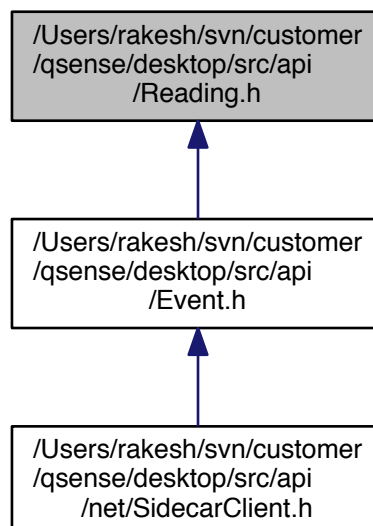 /Users/rakesh/svn/customer
/qsense/desktop/src/api
/Reading.h
/Users/rakesh/svn/customer
/qsense/desktop/src/api
/Event.h
/Users/rakesh/svn/customer
/qsense/desktop/src/api
/net/SidecarClient.h